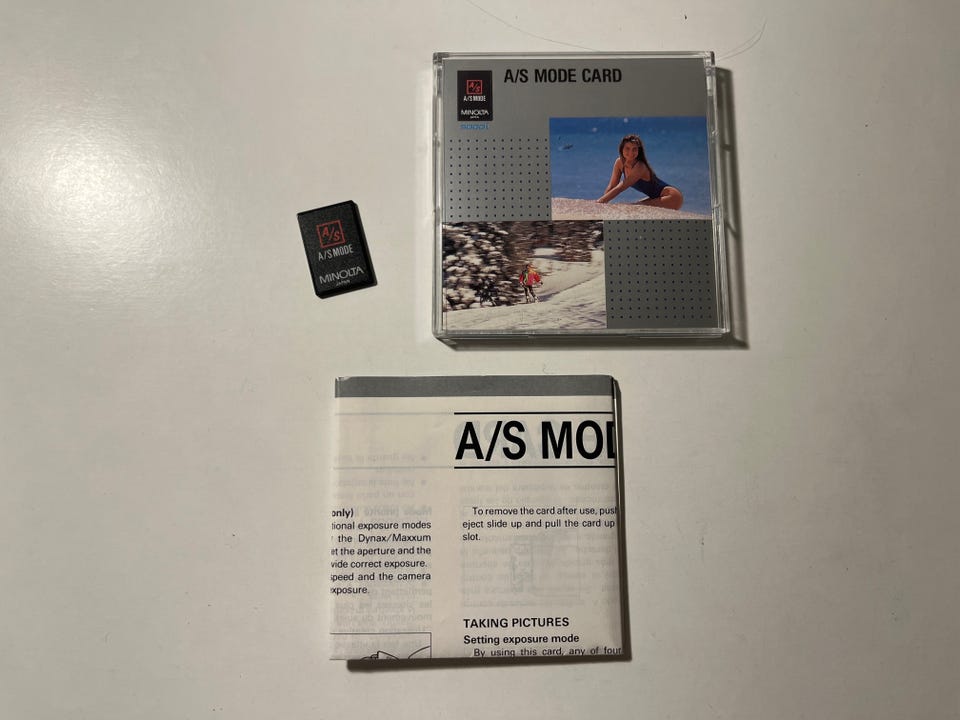 A/S MODE CARD
A/S
A/S MODE
MINOLTA
JAPAN
5000i
A/S
A/S MODE
MINOLTA
JAPAN
A/S MOD
only)
tional exposure modes
the Dynax/Maxxum
et the aperture and the
vide correct exposure.
speed and the camera
exposure.
To remove the card after use, push
eject slide up and pull the card up
slot.
TAKING PICTURES
Setting exposure mode
By using this card, any of four